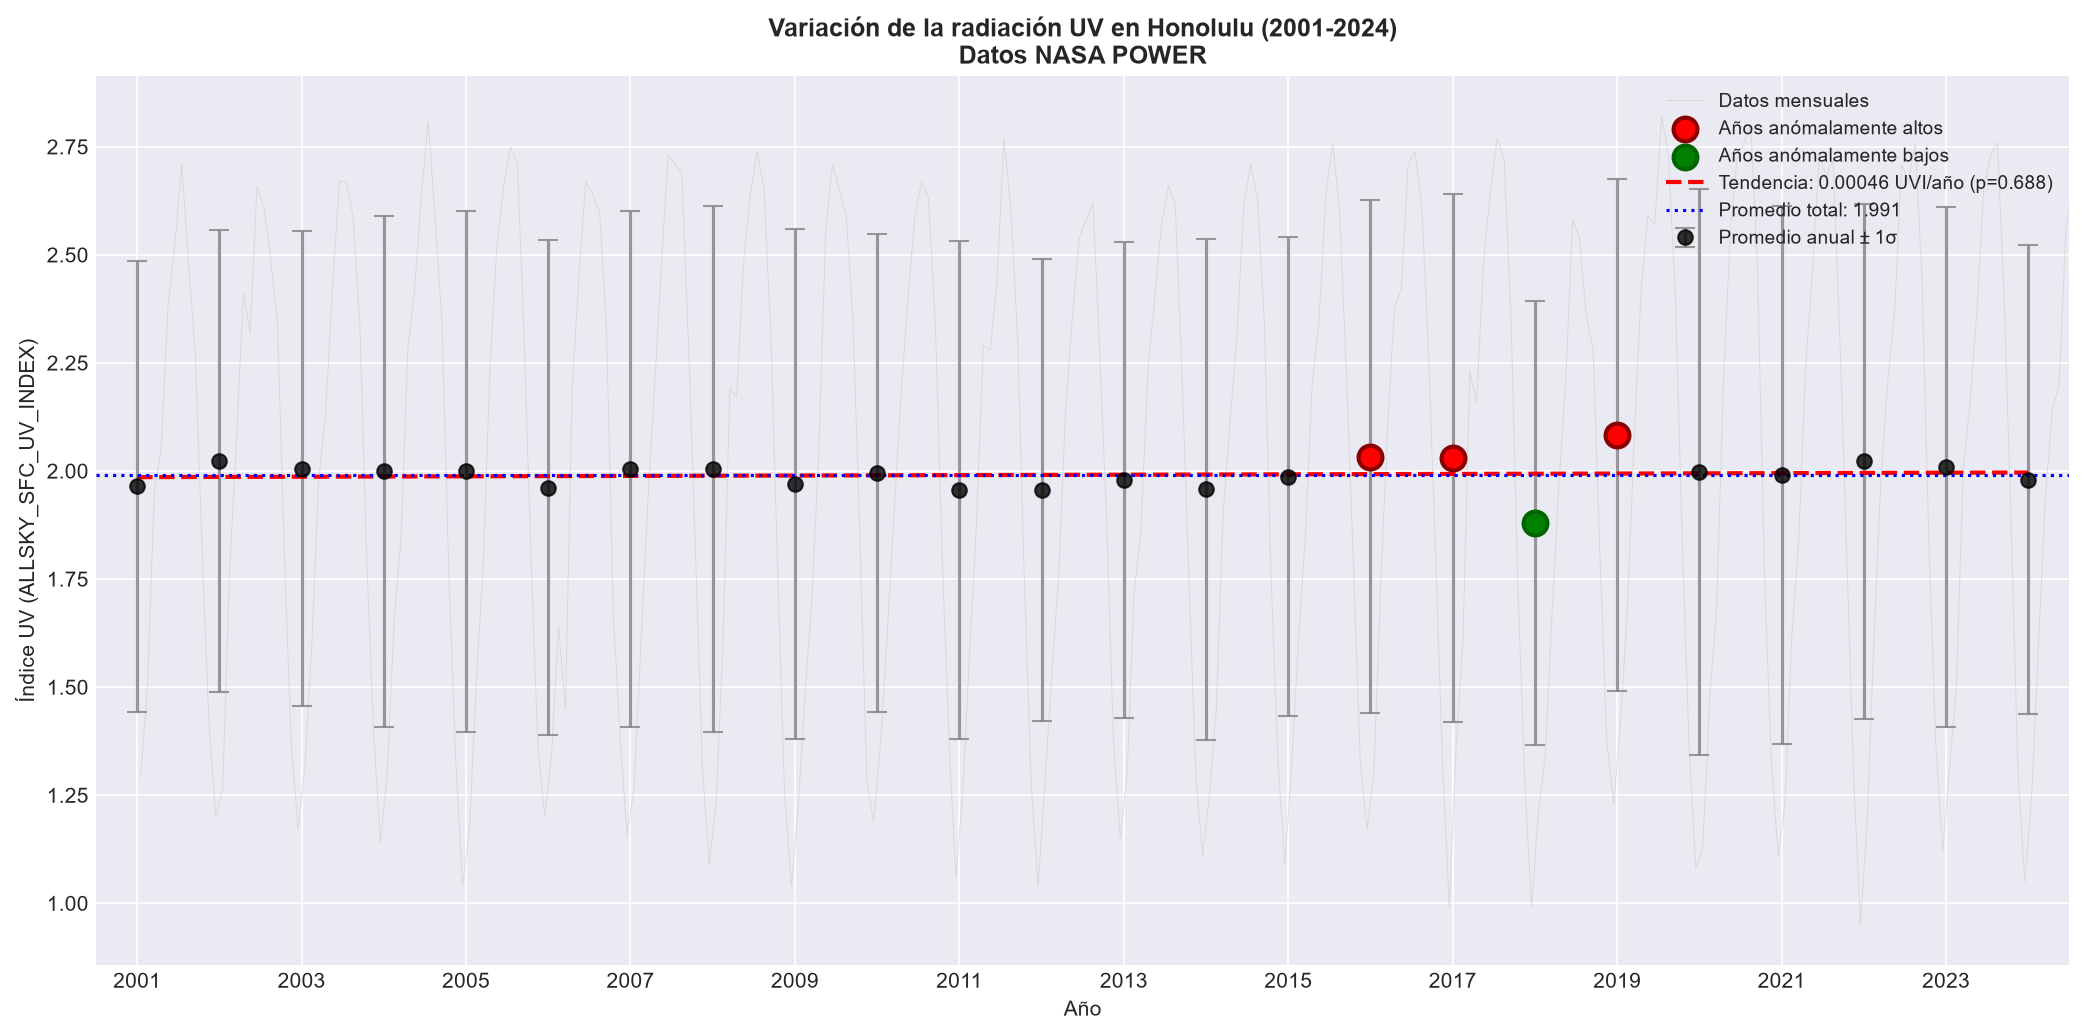 Variación de la radiación UV en Honolulu (2001-2024)
Datos NASA POWER
Datos mensuales
Años anómalamente altos
Años anómalamente bajos
Tendencia: 0.00046 UVI/año (p=0.688)
Promedio total: 1.991
Promedio anual ± 1σ
Índice UV (ALLSKY_SFC_UV_INDEX)
2.75
2.50
2.25
2.00
1.75
1.50
1.25
1.00
2001 2003 2005 2007 2009 2011 2013 2015 2017 2019 2021 2023
Año